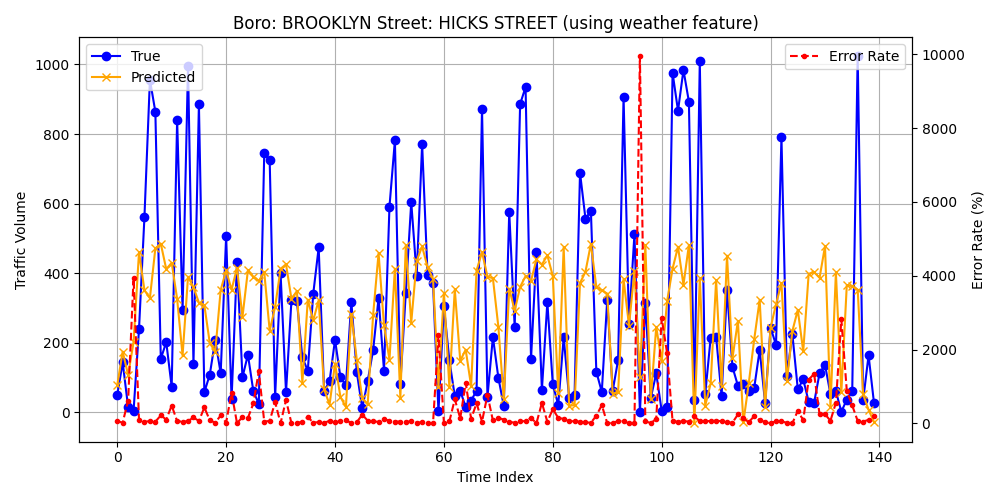 Boro: BROOKLYN Street: HICKS STREET (using weather feature)
True
Predicted
Error Rate
1000
800
600
400
200
0
Traffic Volume
10000
8000
6000
4000
2000
0
Error Rate (%)
0 20 40 60 80 100 120 140
Time Index